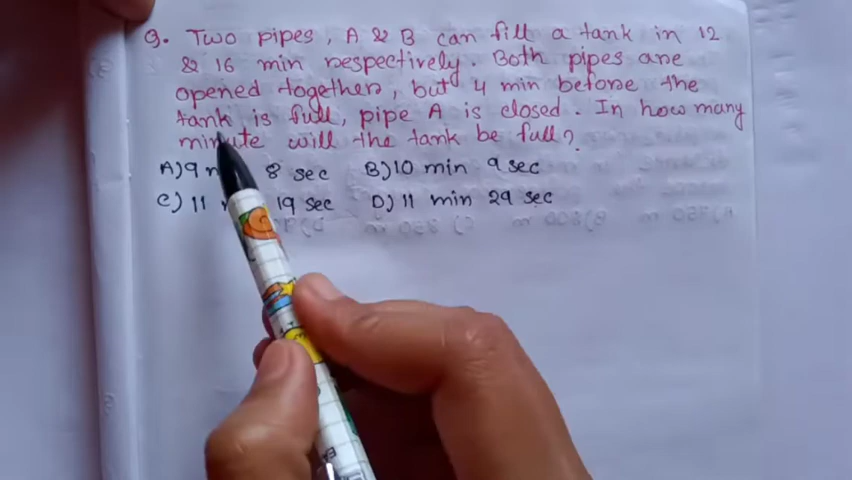 Q. Two pipes, A & B can fill a tank in 12
& 16 min respectively. Both pipes are
opened together, but 4 min before the
tank is full, pipe A is closed. In how many
minute will the tank be full?
A) 9 8 sec B) 10 min 9 sec
C) 11 19 sec D) 11 min 29 sec